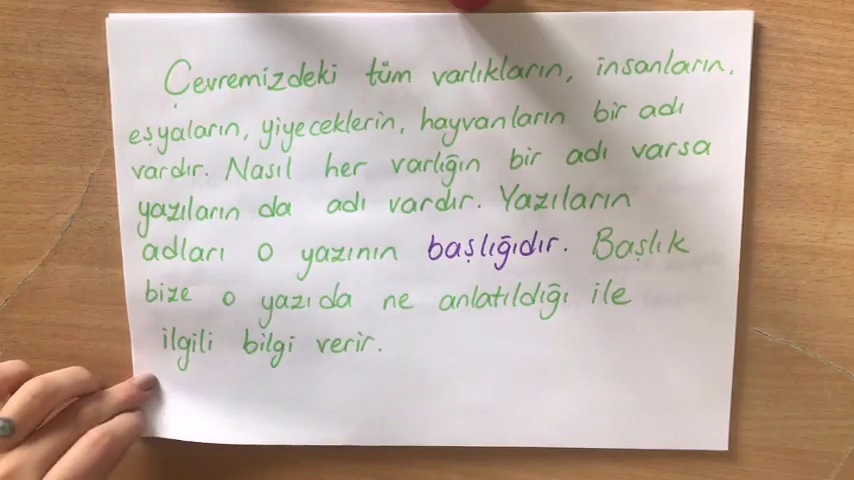 Çevremizdeki tüm varlıkların, insanların,
eşyaların, yiyeceklerin, hayvanların bir adı
vardır. Nasıl her varlığın bir adı varsa
yazıların da adı vardır. Yazıların
adları o yazının başlığıdır. Başlık
bize o yazıda ne anlatıldığı ile
ilgili bilgi verir.